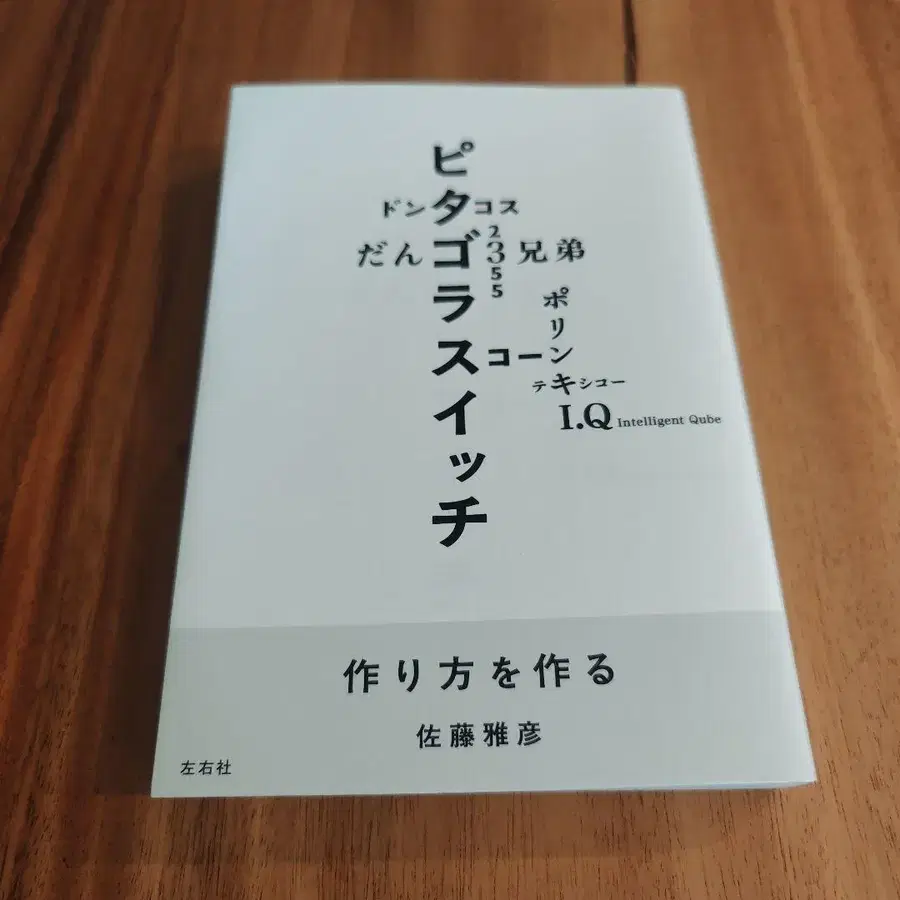 ピタゴラスイッチ
ドンタコス
だんゴ3兄弟
2355
ポリンキー
スコーン
テキシコー
I.Q Intelligent Qube
作り方を作る
佐藤雅彦
左右社